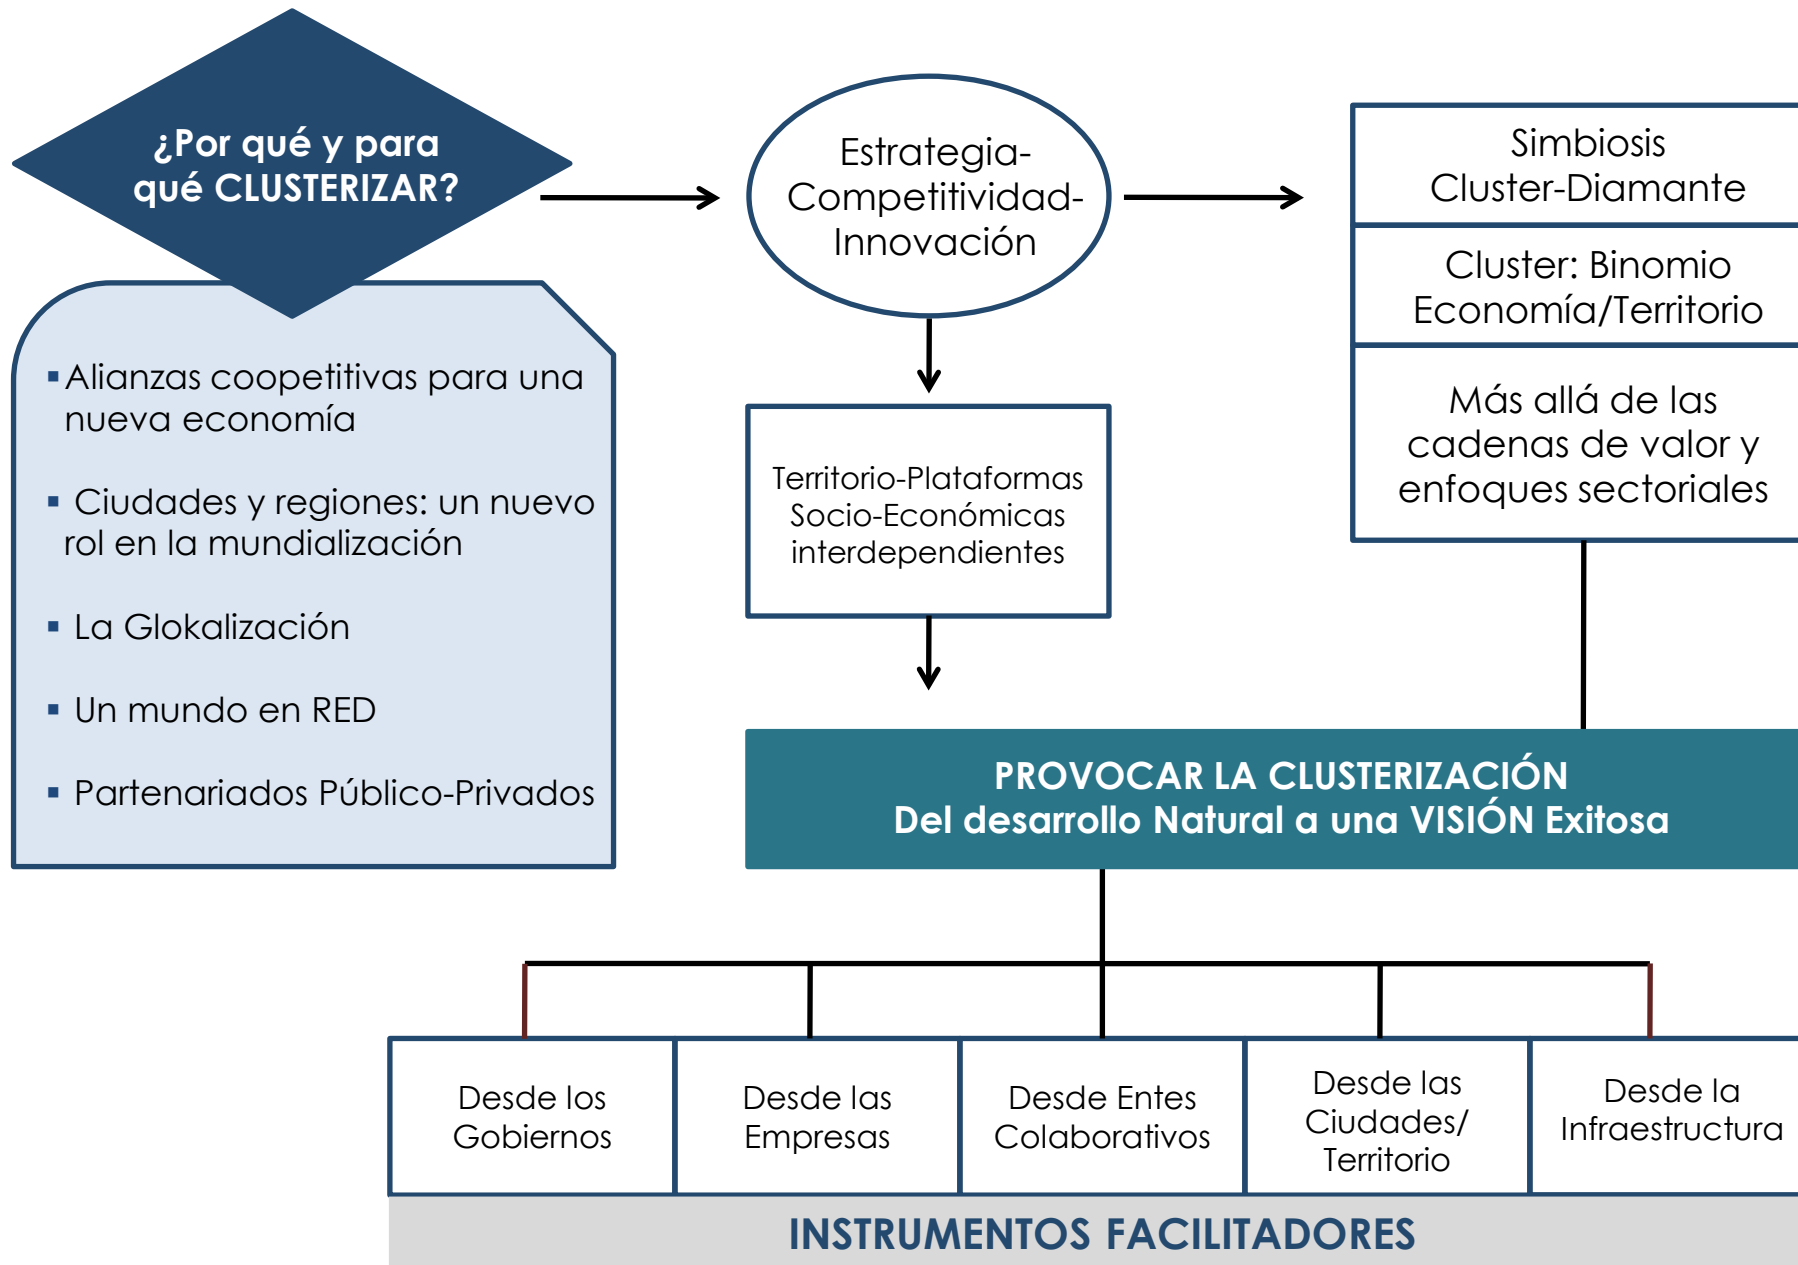 ¿Por qué y para
qué CLUSTERIZAR?
▪Alianzas coopetitivas para una
nueva economía
▪ Ciudades y regiones: un nuevo
rol en la mundialización
▪ La Glokalización
▪ Un mundo en RED
▪ Partenariados Público-Privados
Estrategia-
Competitividad-
Innovación
Territorio-Plataformas
Socio-Económicas
interdependientes
Simbiosis
Cluster-Diamante
Cluster: Binomio
Economía/Territorio
Más allá de las
cadenas de valor y
enfoques sectoriales
PROVOCAR LA CLUSTERIZACIÓN
Del desarrollo Natural a una VISIÓN Exitosa
Desde los
Gobiernos
Desde las
Empresas
Desde Entes
Colaborativos
Desde las
Ciudades/
Territorio
Desde la
Infraestructura
INSTRUMENTOS FACILITADORES